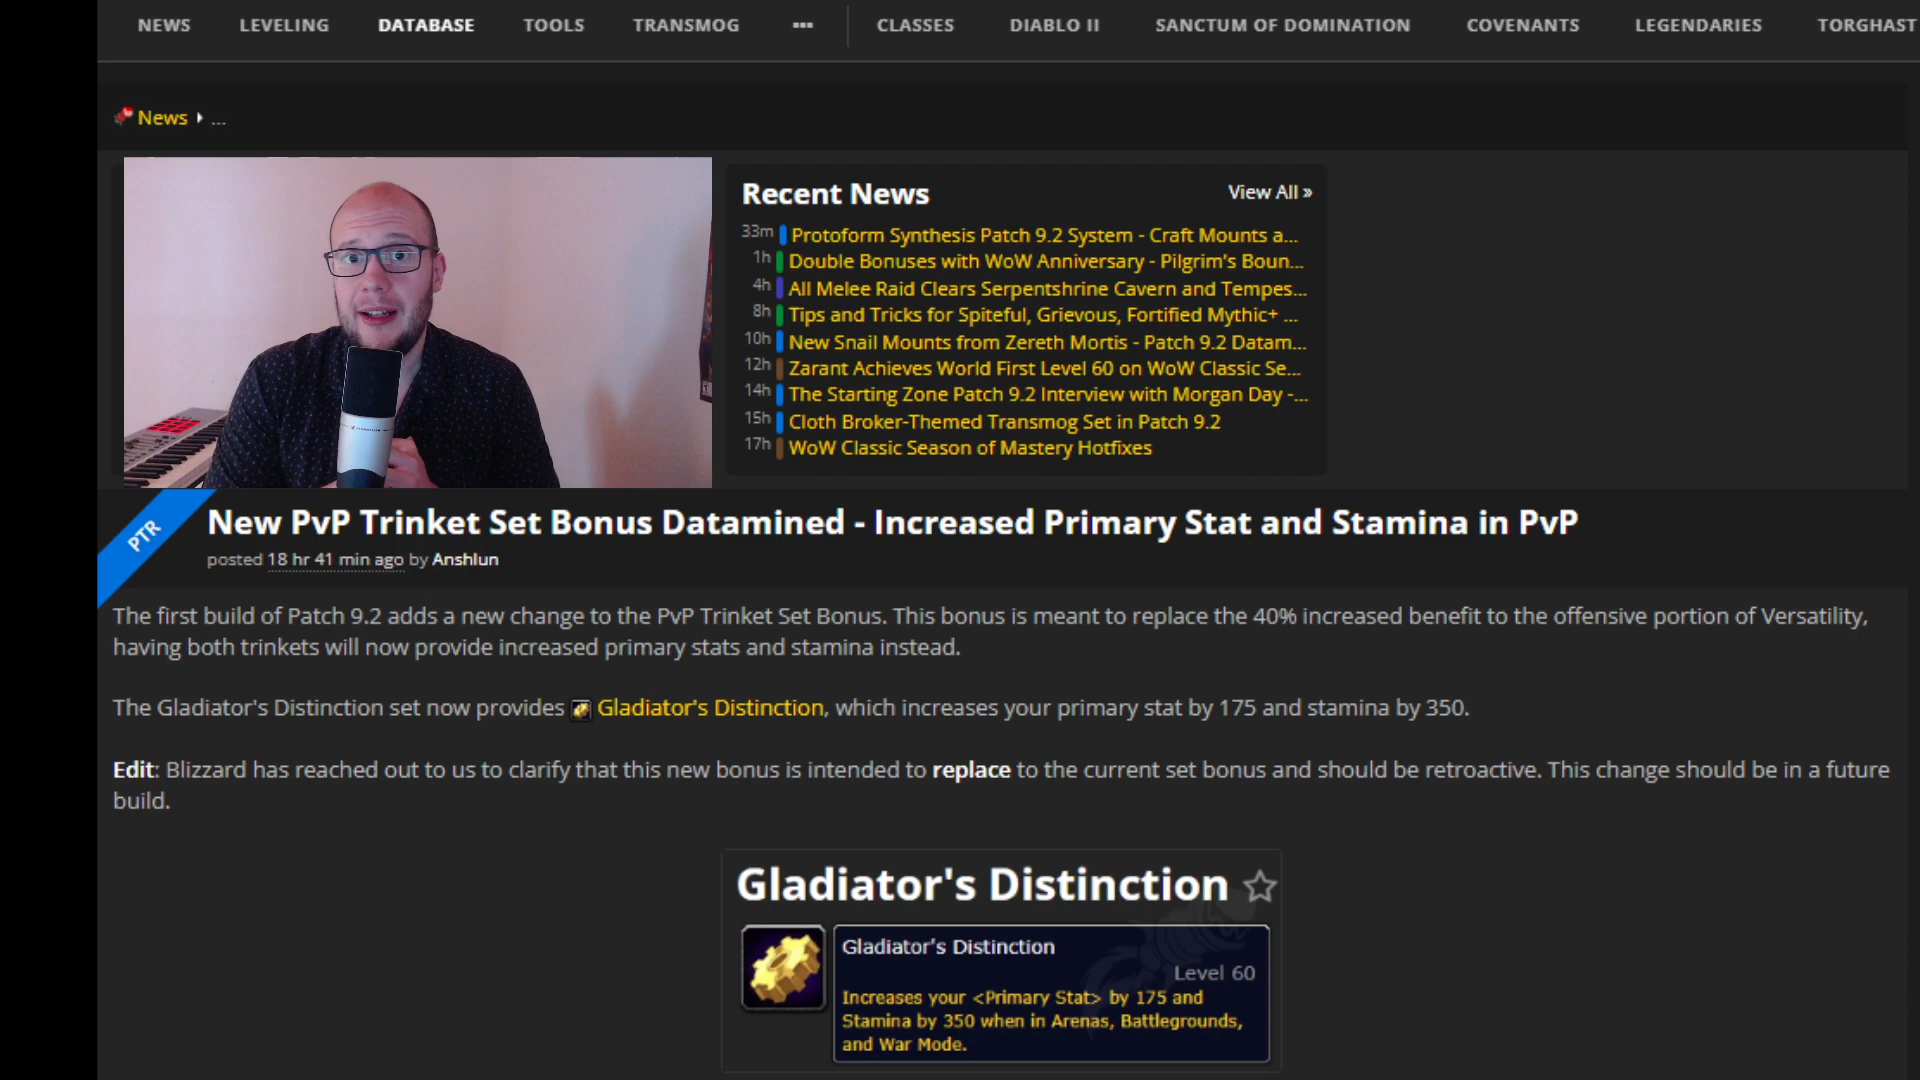 NEWS LEVELING DATABASE TOOLS TRANSMOG ••• CLASSES DIABLO II SANCTUM OF DOMINATION COVENANTS LEGENDARIES TORGHAST
News ...
Recent News View All »
33m Protoform Synthesis Patch 9.2 System - Craft Mounts a...
1h Double Bonuses with WoW Anniversary - Pilgrim's Boun...
4h All Melee Raid Clears Serpentshrine Cavern and Tempes...
8h Tips and Tricks for Spiteful, Grievous, Fortified Mythic+ ...
10h New Snail Mounts from Zereth Mortis - Patch 9.2 Datam...
12h Zarant Achieves World First Level 60 on WoW Classic Se...
14h The Starting Zone Patch 9.2 Interview with Morgan Day -...
15h Cloth Broker-Themed Transmog Set in Patch 9.2
17h WoW Classic Season of Mastery Hotfixes
PTR
New PvP Trinket Set Bonus Datamined - Increased Primary Stat and Stamina in PvP
posted 18 hr 41 min ago by Anshlun
The first build of Patch 9.2 adds a new change to the PvP Trinket Set Bonus. This bonus is meant to replace the 40% increased benefit to the offensive portion of Versatility,
having both trinkets will now provide increased primary stats and stamina instead.
The Gladiator's Distinction set now provides Gladiator's Distinction, which increases your primary stat by 175 and stamina by 350.
Edit: Blizzard has reached out to us to clarify that this new bonus is intended to replace to the current set bonus and should be retroactive. This change should be in a future
build.
Gladiator's Distinction
Gladiator's Distinction
Level 60
Increases your <Primary Stat> by 175 and
Stamina by 350 when in Arenas, Battlegrounds,
and War Mode.